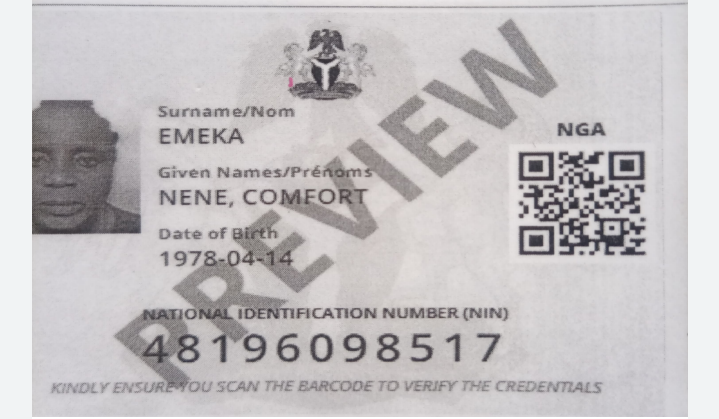 Surname/Nom
EMEKA
NGA
Given Names/Prénoms
NENE, COMFORT
Date of Birth
1978-04-14
PREVIEW
NATIONAL IDENTIFICATION NUMBER (NIN)
48196098517
KINDLY ENSURE YOU SCAN THE BARCODE TO VERIFY THE CREDENTIALS